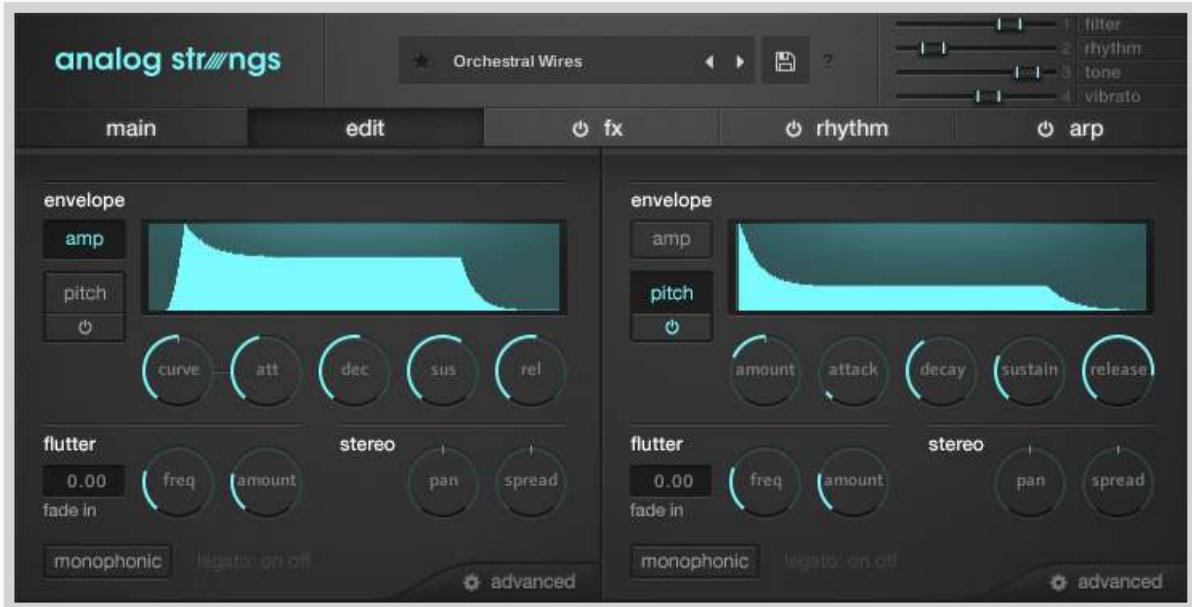 analog strings
Orchestral Wires
?
1 filter
2 rhythm
3 tone
4 vibrato
main edit fx rhythm arp
envelope
amp
pitch
curve att dec sus rel
flutter
0.00
fade in
freq amount
stereo
pan spread
monophonic legato: on off
advanced
envelope
amp
pitch
amount attack decay sustain release
flutter
0.00
fade in
freq amount
stereo
pan spread
monophonic legato: on off
advanced